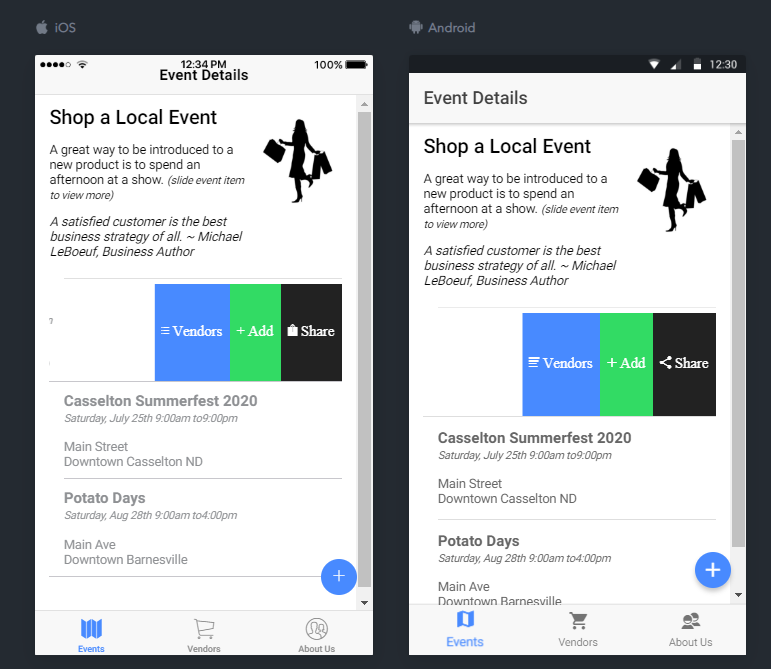 iOS
12:34 PM
100%
Event Details
Shop a Local Event
A great way to be introduced to a
new product is to spend an
afternoon at a show. (slide event item
to view more)
A satisfied customer is the best
business strategy of all. ~ Michael
LeBoeuf, Business Author
Vendors
+ Add
Share
Casselton Summerfest 2020
Saturday, July 25th 9:00am to9:00pm
Main Street
Downtown Casselton ND
Potato Days
Saturday, Aug 28th 9:00am to4:00pm
Main Ave
Downtown Barnesville
+
Events
Vendors
About Us
Android
12:30
Event Details
Shop a Local Event
A great way to be introduced to a
new product is to spend an
afternoon at a show. (slide event item
to view more)
A satisfied customer is the best
business strategy of all. ~ Michael
LeBoeuf, Business Author
Vendors
+ Add
Share
Casselton Summerfest 2020
Saturday, July 25th 9:00am to9:00pm
Main Street
Downtown Casselton ND
Potato Days
Saturday, Aug 28th 9:00am to4:00pm
Main Ave
Downtown Barnesville
+
Events
Vendors
About Us